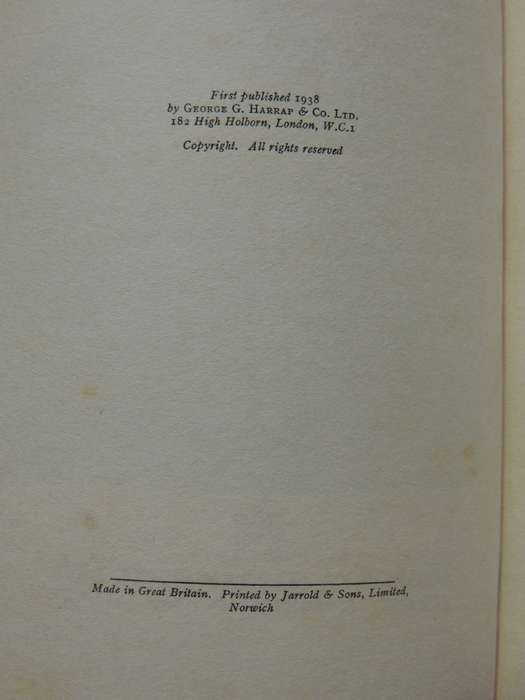 First published 1938
by GEORGE G. HARRAP & CO. LTD.
182 High Holborn, London, W.C.1
Copyright. All rights reserved
Made in Great Britain. Printed by Jarrold & Sons, Limited,
Norwich